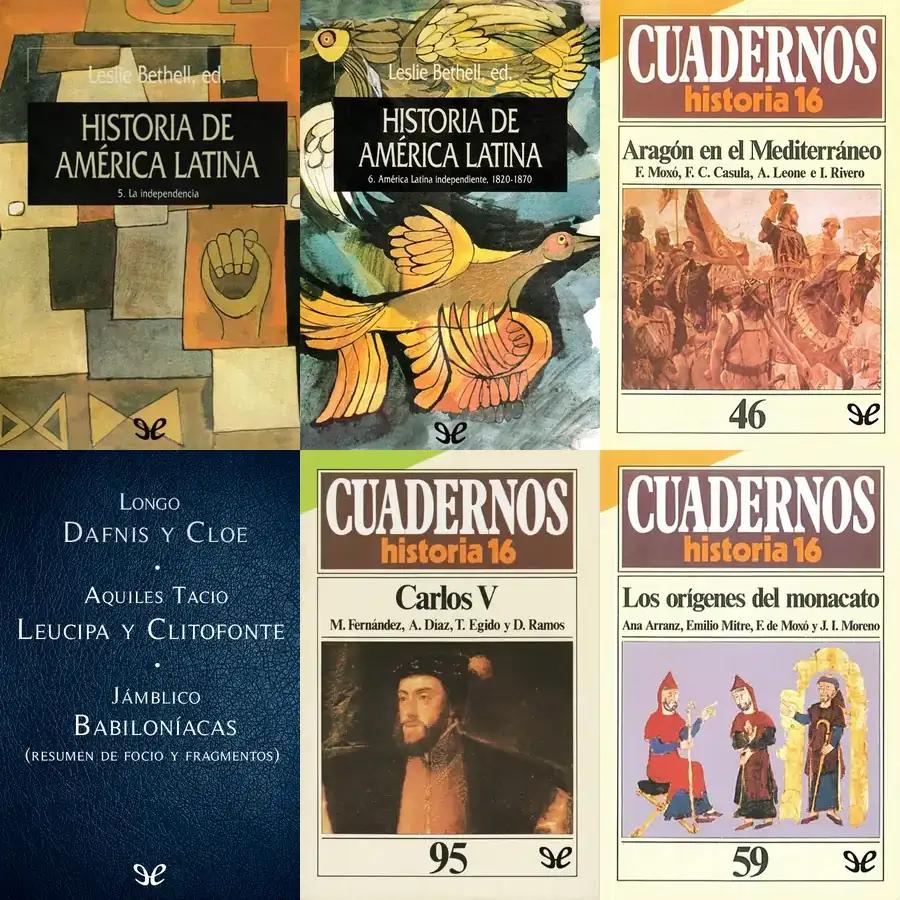 Leslie Bethell, ed.
HISTORIA DE
AMÉRICA LATINA
5. La independencia
Leslie Bethell, ed.
HISTORIA DE
AMÉRICA LATINA
6. América Latina independiente, 1820-1870
CUADERNOS
historia 16
Aragón en el Mediterráneo
F. Moxó, F. C. Casula, A. Leone e I. Rivero
46
LONGO
DAFNIS Y CLOE
•
AQUILES TACIO
LEUCIPA Y CLITOFONTE
•
JÁMBLICO
BABILONÍACAS
(RESUMEN DE FOCIO Y FRAGMENTOS)
CUADERNOS
historia 16
Carlos V
M. Fernández, A. Díaz, T. Egido y D. Ramos
95
CUADERNOS
historia 16
Los orígenes del monacato
Ana Arranz, Emilio Mitre, F. de Moxó y J. I. Moreno
59